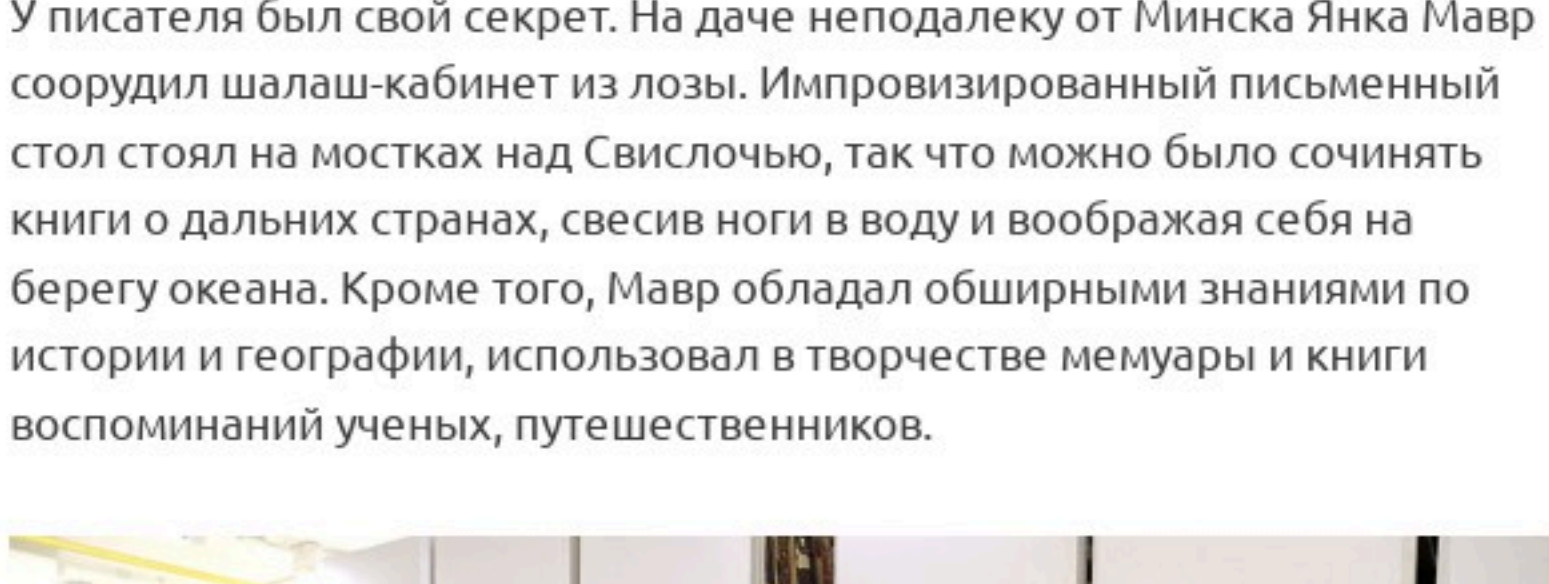 У писателя был свой секрет. На даче неподалеку от Минска Янка Мавр
соорудил шалаш-кабинет из лозы. Импровизированный письменный
стол стоял на мостках над Свислочью, так что можно было сочинять
книги о дальних странах, свесив ноги в воду и воображая себя на
берегу океана. Кроме того, Мавр обладал обширными знаниями по
истории и географии, использовал в творчестве мемуары и книги
воспоминаний ученых, путешественников.